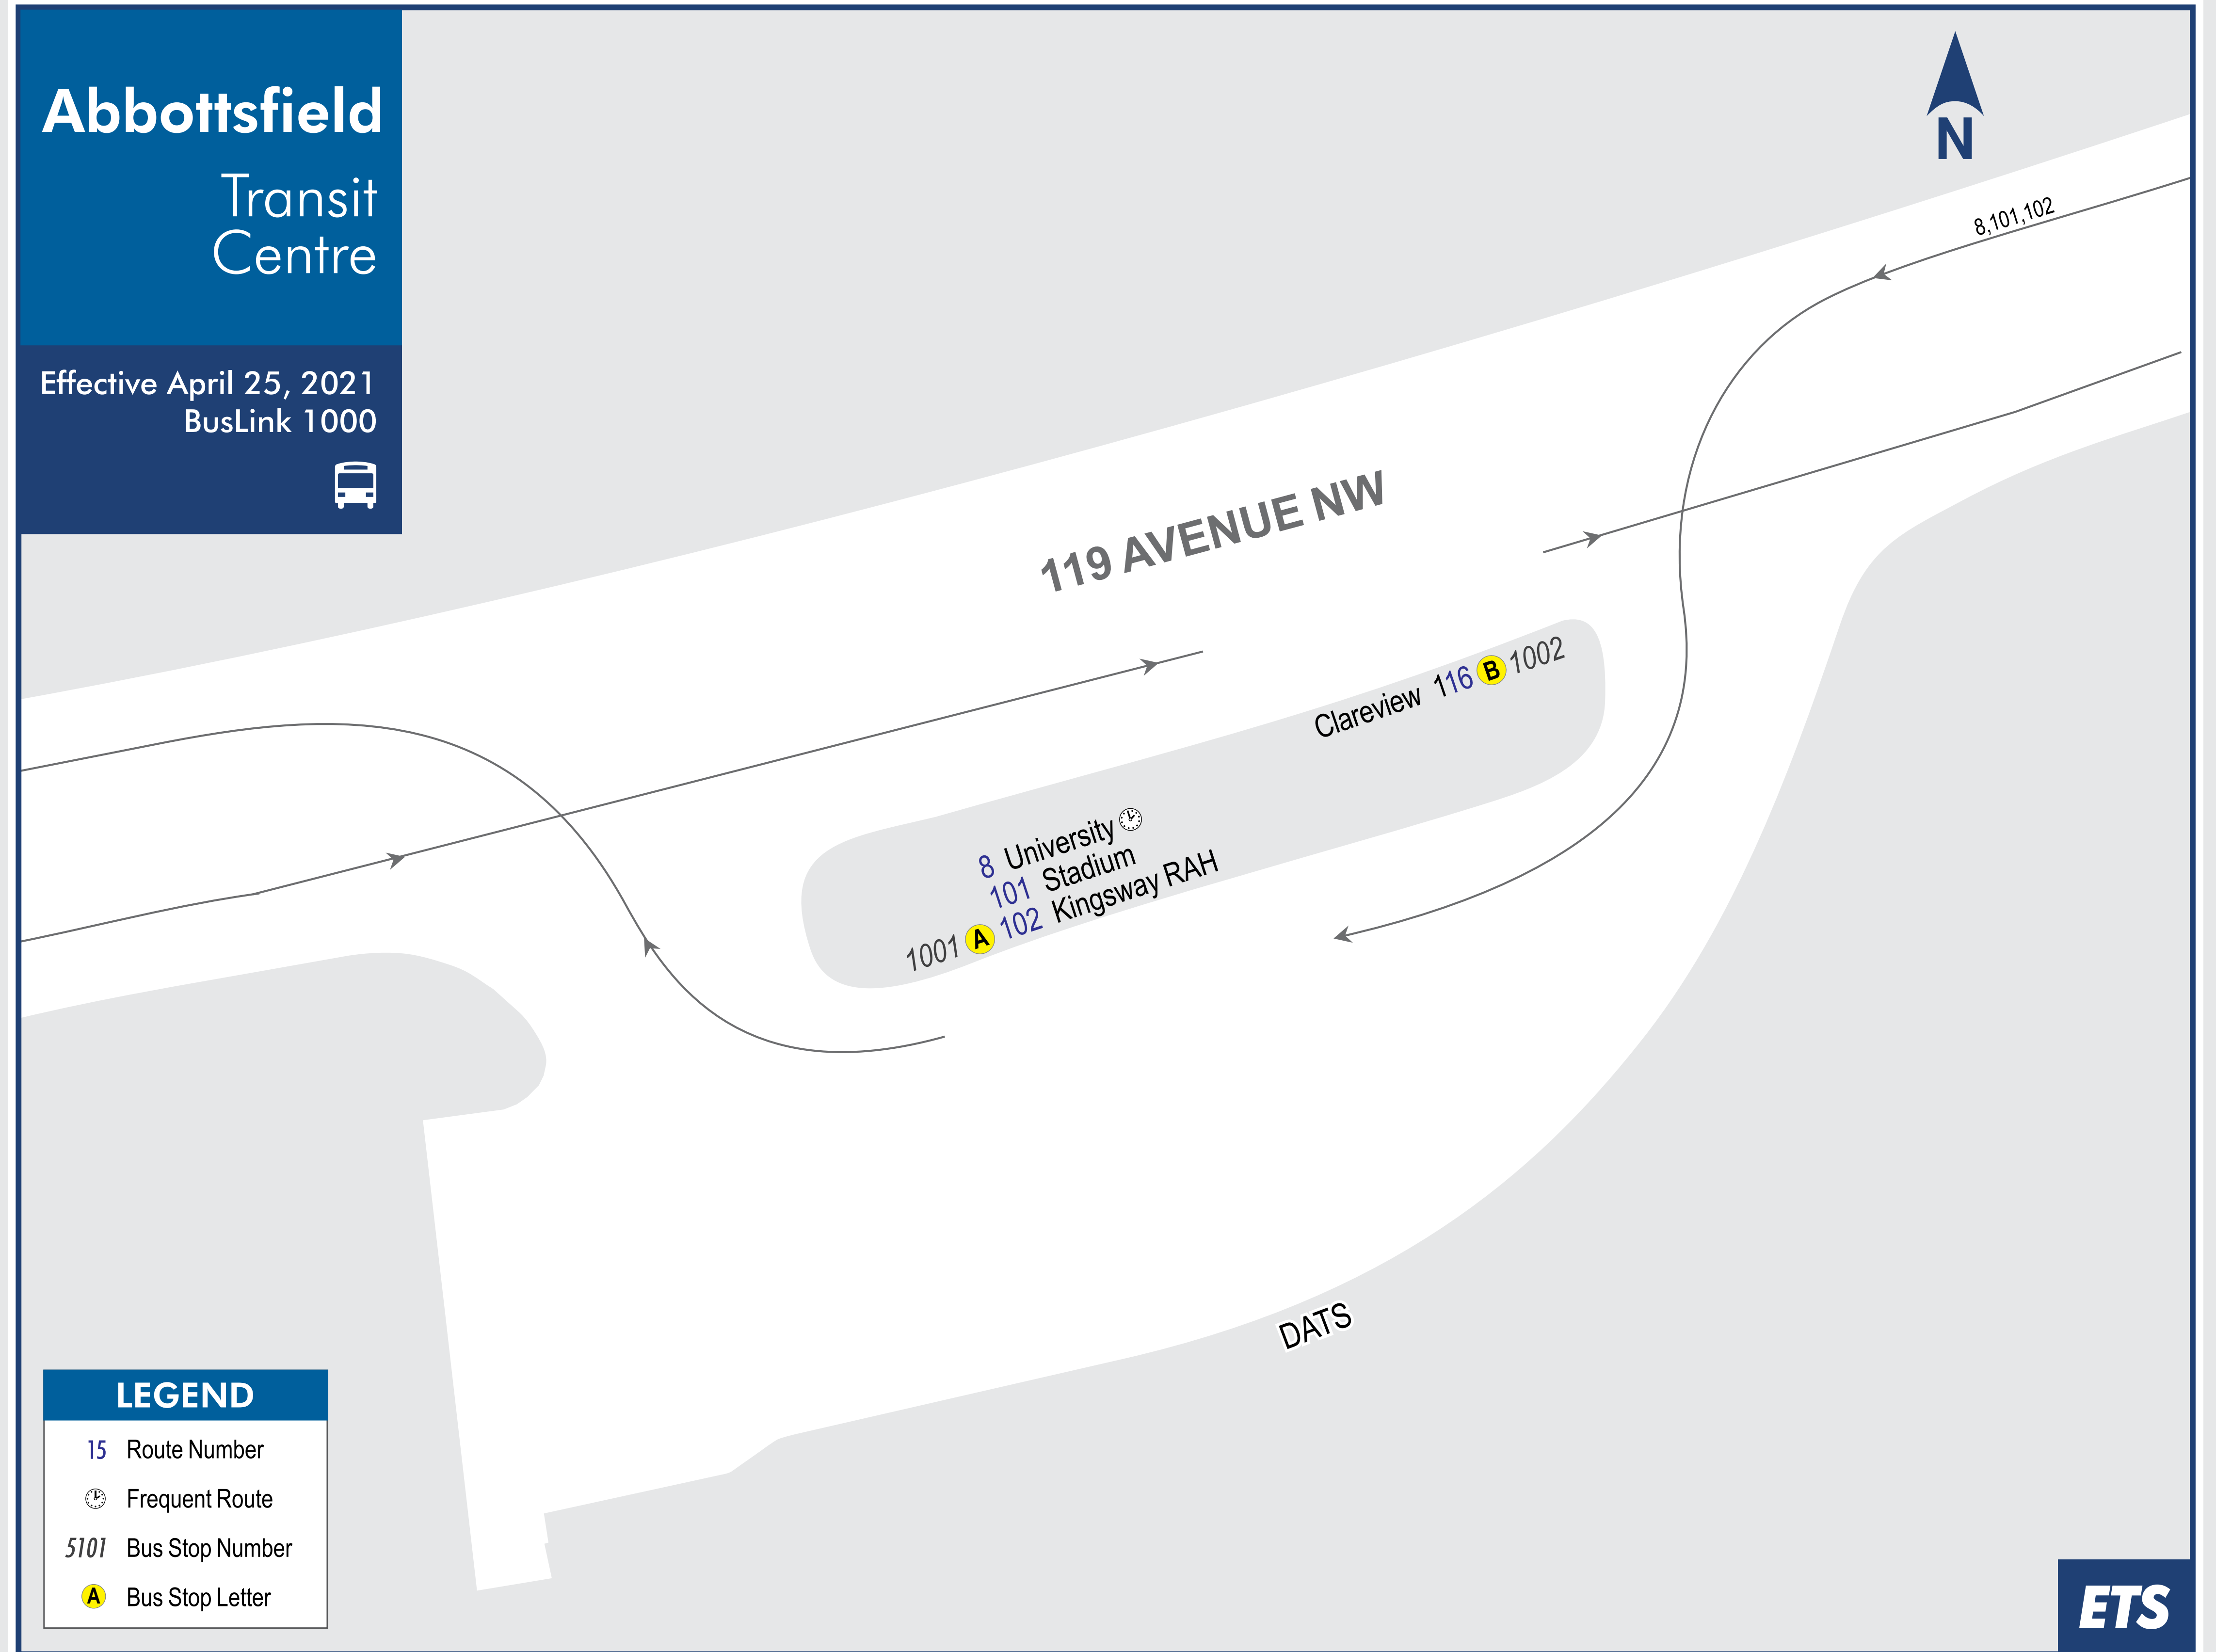 Abbottsfield
Transit
Centre
Effective April 25, 2021
BusLink 1000
N
8,101,102
119 AVENUE NW
Clareview 116 B 1002
8 University
101 Stadium
1001 A 102 Kingsway RAH
DATS
LEGEND
15 Route Number
Frequent Route
5101 Bus Stop Number
A Bus Stop Letter
ETS